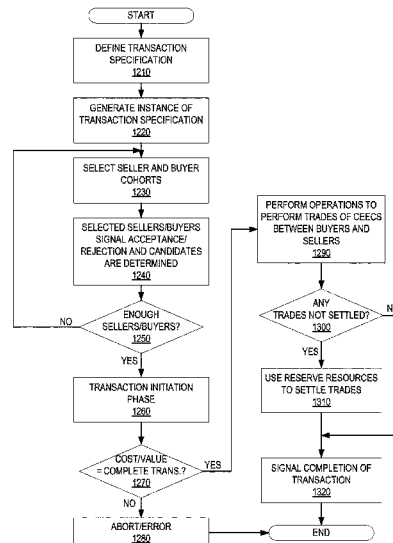 START
DEFINE TRANSACTION
SPECIFICATION
1210
GENERATE INSTANCE OF
TRANSACTION SPECIFICATION
1220
SELECT SELLER AND BUYER
COHORTS
1230
SELECTED SELLERS/BUYERS
SIGNAL ACCEPTANCE/
REJECTION AND CANDIDATES
ARE DETERMINED
1240
NO
ENOUGH
SELLERS/BUYERS?
1250
YES
TRANSACTION INITIATION
PHASE
1260
COST/VALUE
= COMPLETE TRANS.?
1270
YES
NO
ABORT/ERROR
1280
PERFORM OPERATIONS TO
PERFORM TRADES OF CEECS
BETWEEN BUYERS AND
SELLERS
1290
ANY
TRADES NOT SETTLED?
1300
YES
USE RESERVE RESOURCES
TO SETTLE TRADES
1310
SIGNAL COMPLETION OF
TRANSACTION
1320
END